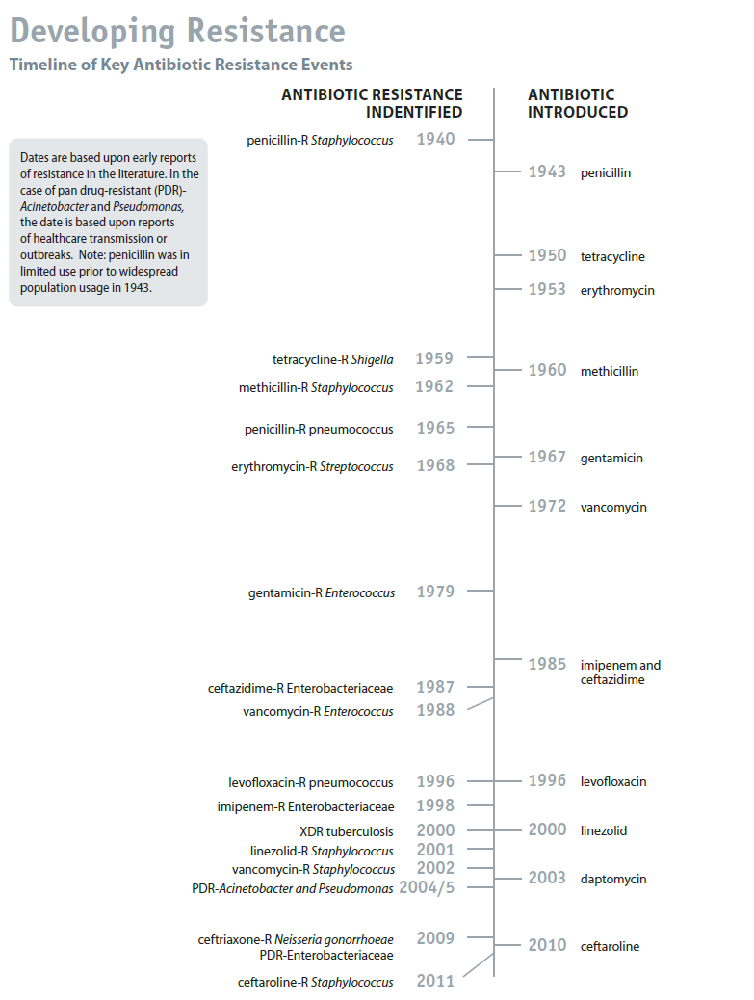 Developing Resistance
Timeline of Key Antibiotic Resistance Events
ANTIBIOTIC RESISTANCE
INDENTIFIED
ANTIBIOTIC
INTRODUCED
Dates are based upon early reports
of resistance in the literature. In the
case of pan drug-resistant (PDR)-
Acinetobacter and Pseudomonas,
the date is based upon reports
of healthcare transmission or
outbreaks. Note: penicillin was in
limited use prior to widespread
population usage in 1943.
penicillin-R Staphylococcus 1940
1943 penicillin
1950 tetracycline
1953 erythromycin
tetracycline-R Shigella 1959
1960 methicillin
methicillin-R Staphylococcus 1962
penicillin-R pneumococcus 1965
1967 gentamicin
erythromycin-R Streptococcus 1968
1972 vancomycin
gentamicin-R Enterococcus 1979
1985 imipenem and
ceftazidime
ceftazidime-R Enterobacteriaceae 1987
vancomycin-R Enterococcus 1988
levofloxacin-R pneumococcus 1996
1996 levofloxacin
imipenem-R Enterobacteriaceae 1998
XDR tuberculosis 2000
2000 linezolid
linezolid-R Staphylococcus 2001
vancomycin-R Staphylococcus 2002
2003 daptomycin
PDR-Acinetobacter and Pseudomonas 2004/5
ceftriaxone-R Neisseria gonorrhoeae 2009
PDR-Enterobacteriaceae
2010 ceftaroline
ceftaroline-R Staphylococcus 2011